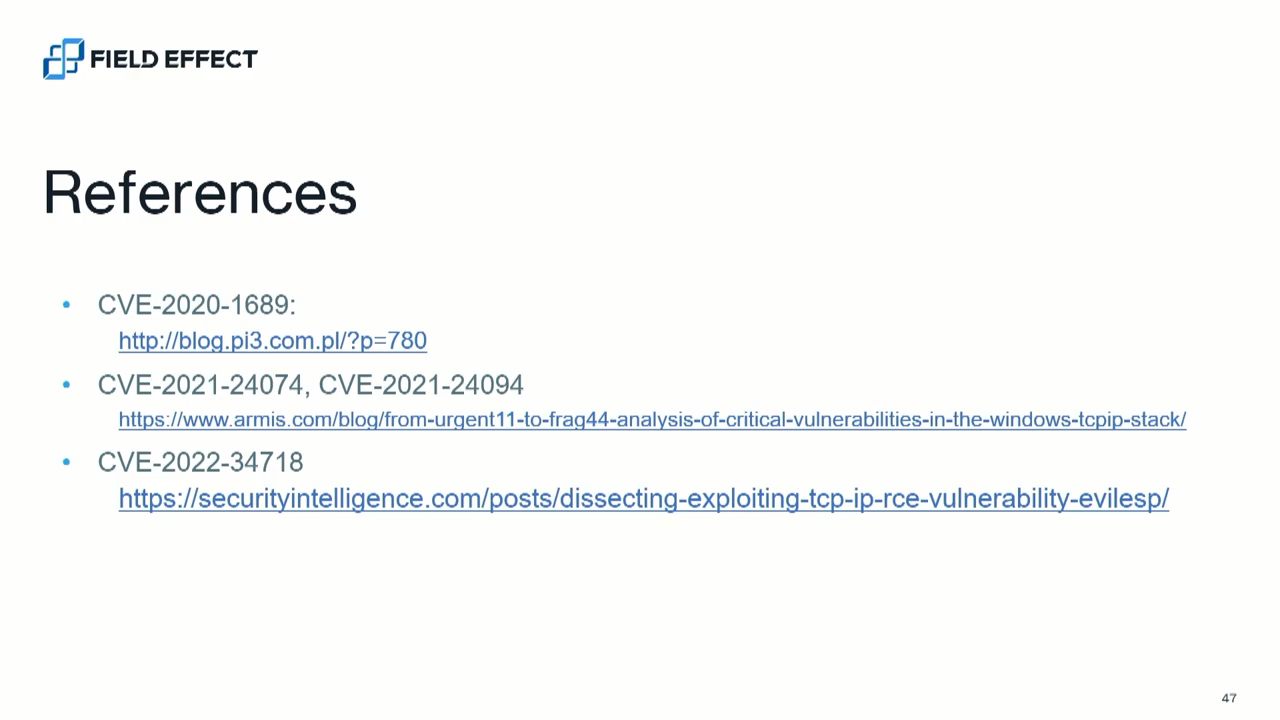 FIELD EFFECT
References
• CVE-2020-1689:
http://blog.pi3.com.pl/?p=780
• CVE-2021-24074, CVE-2021-24094
https://www.armis.com/blog/from-urgent11-to-frag44-analysis-of-critical-vulnerabilities-in-the-windows-tcpip-stack/
• CVE-2022-34718
https://securityintelligence.com/posts/dissecting-exploiting-tcp-ip-rce-vulnerability-evilesp/
47